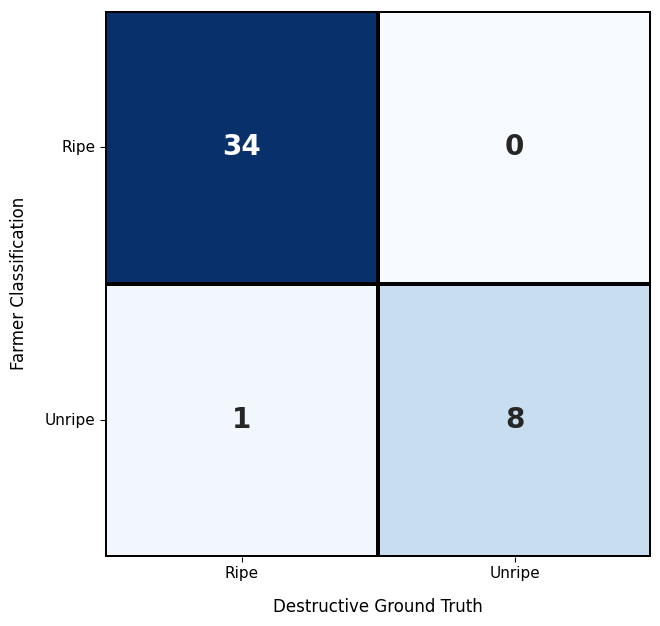 Farmer Classification
Ripe
34
0
Unripe
1
8
Ripe
Unripe
Destructive Ground Truth